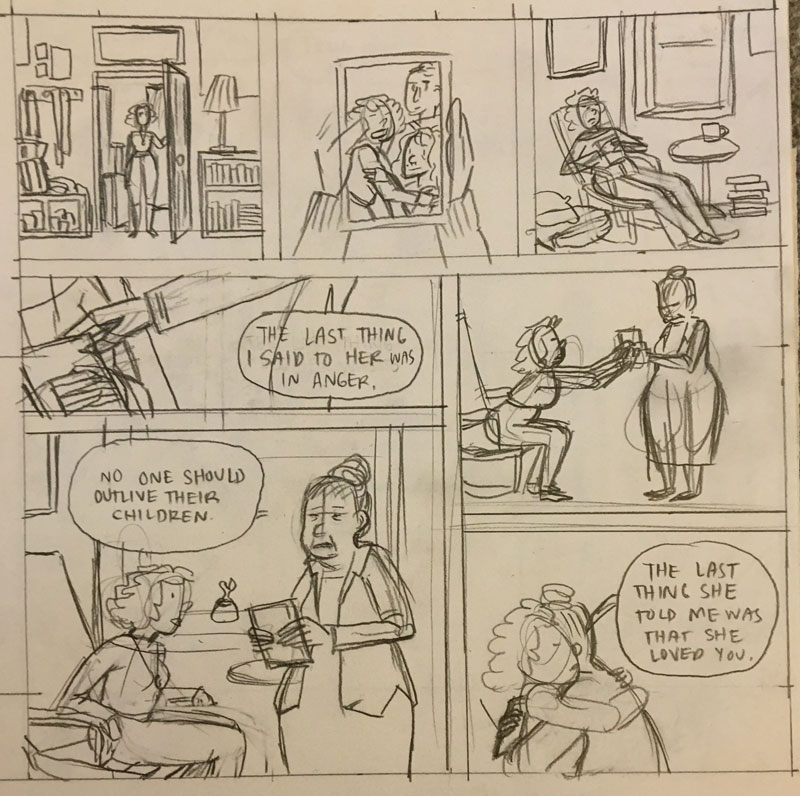 THE LAST THING
I SAID TO HER WAS
IN ANGER.
NO ONE SHOULD
OUTLIVE THEIR
CHILDREN.
THE LAST
THING SHE
TOLD ME WAS
THAT SHE
LOVED YOU.